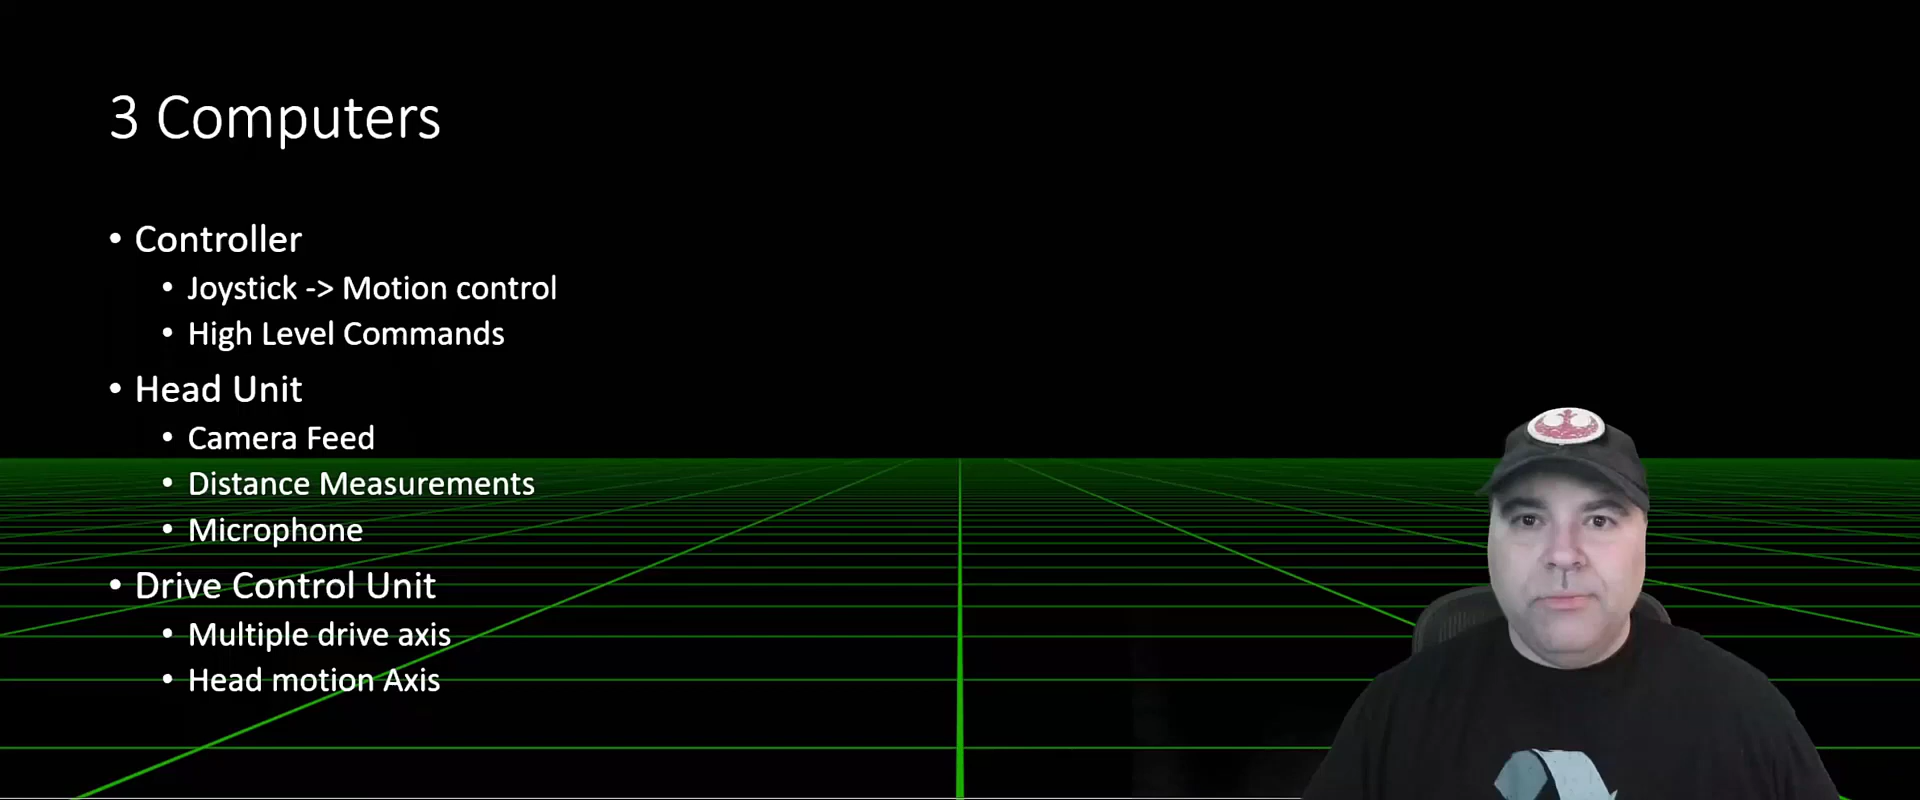 3 Computers
• Controller
• Joystick -> Motion control
• High Level Commands
• Head Unit
• Camera Feed
• Distance Measurements
• Microphone
• Drive Control Unit
• Multiple drive axis
• Head motion Axis